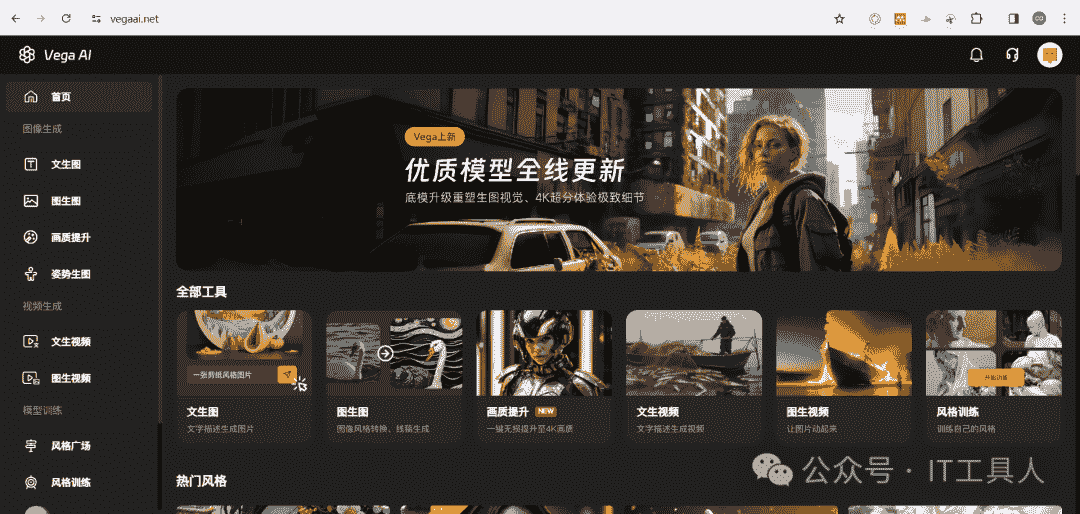 vegaai.net
Vega AI
首页
图像生成
文生图
图生图
画质提升
姿势生图
视频生成
文生视频
图生视频
模型训练
风格广场
风格训练
Vega上新
优质模型全线更新
底模升级重塑生图视觉、4K超分体验极致细节
全部工具
一张剪纸风格图片
开始训练
文生图
文字描述生成图片
图生图
图像风格转换、线稿生成
画质提升 NEW
一键无损提升至4K画质
文生视频
文字描述生成视频
图生视频
让图片动起来
风格训练
训练自己的风格
热门风格
公众号 · IT工具人